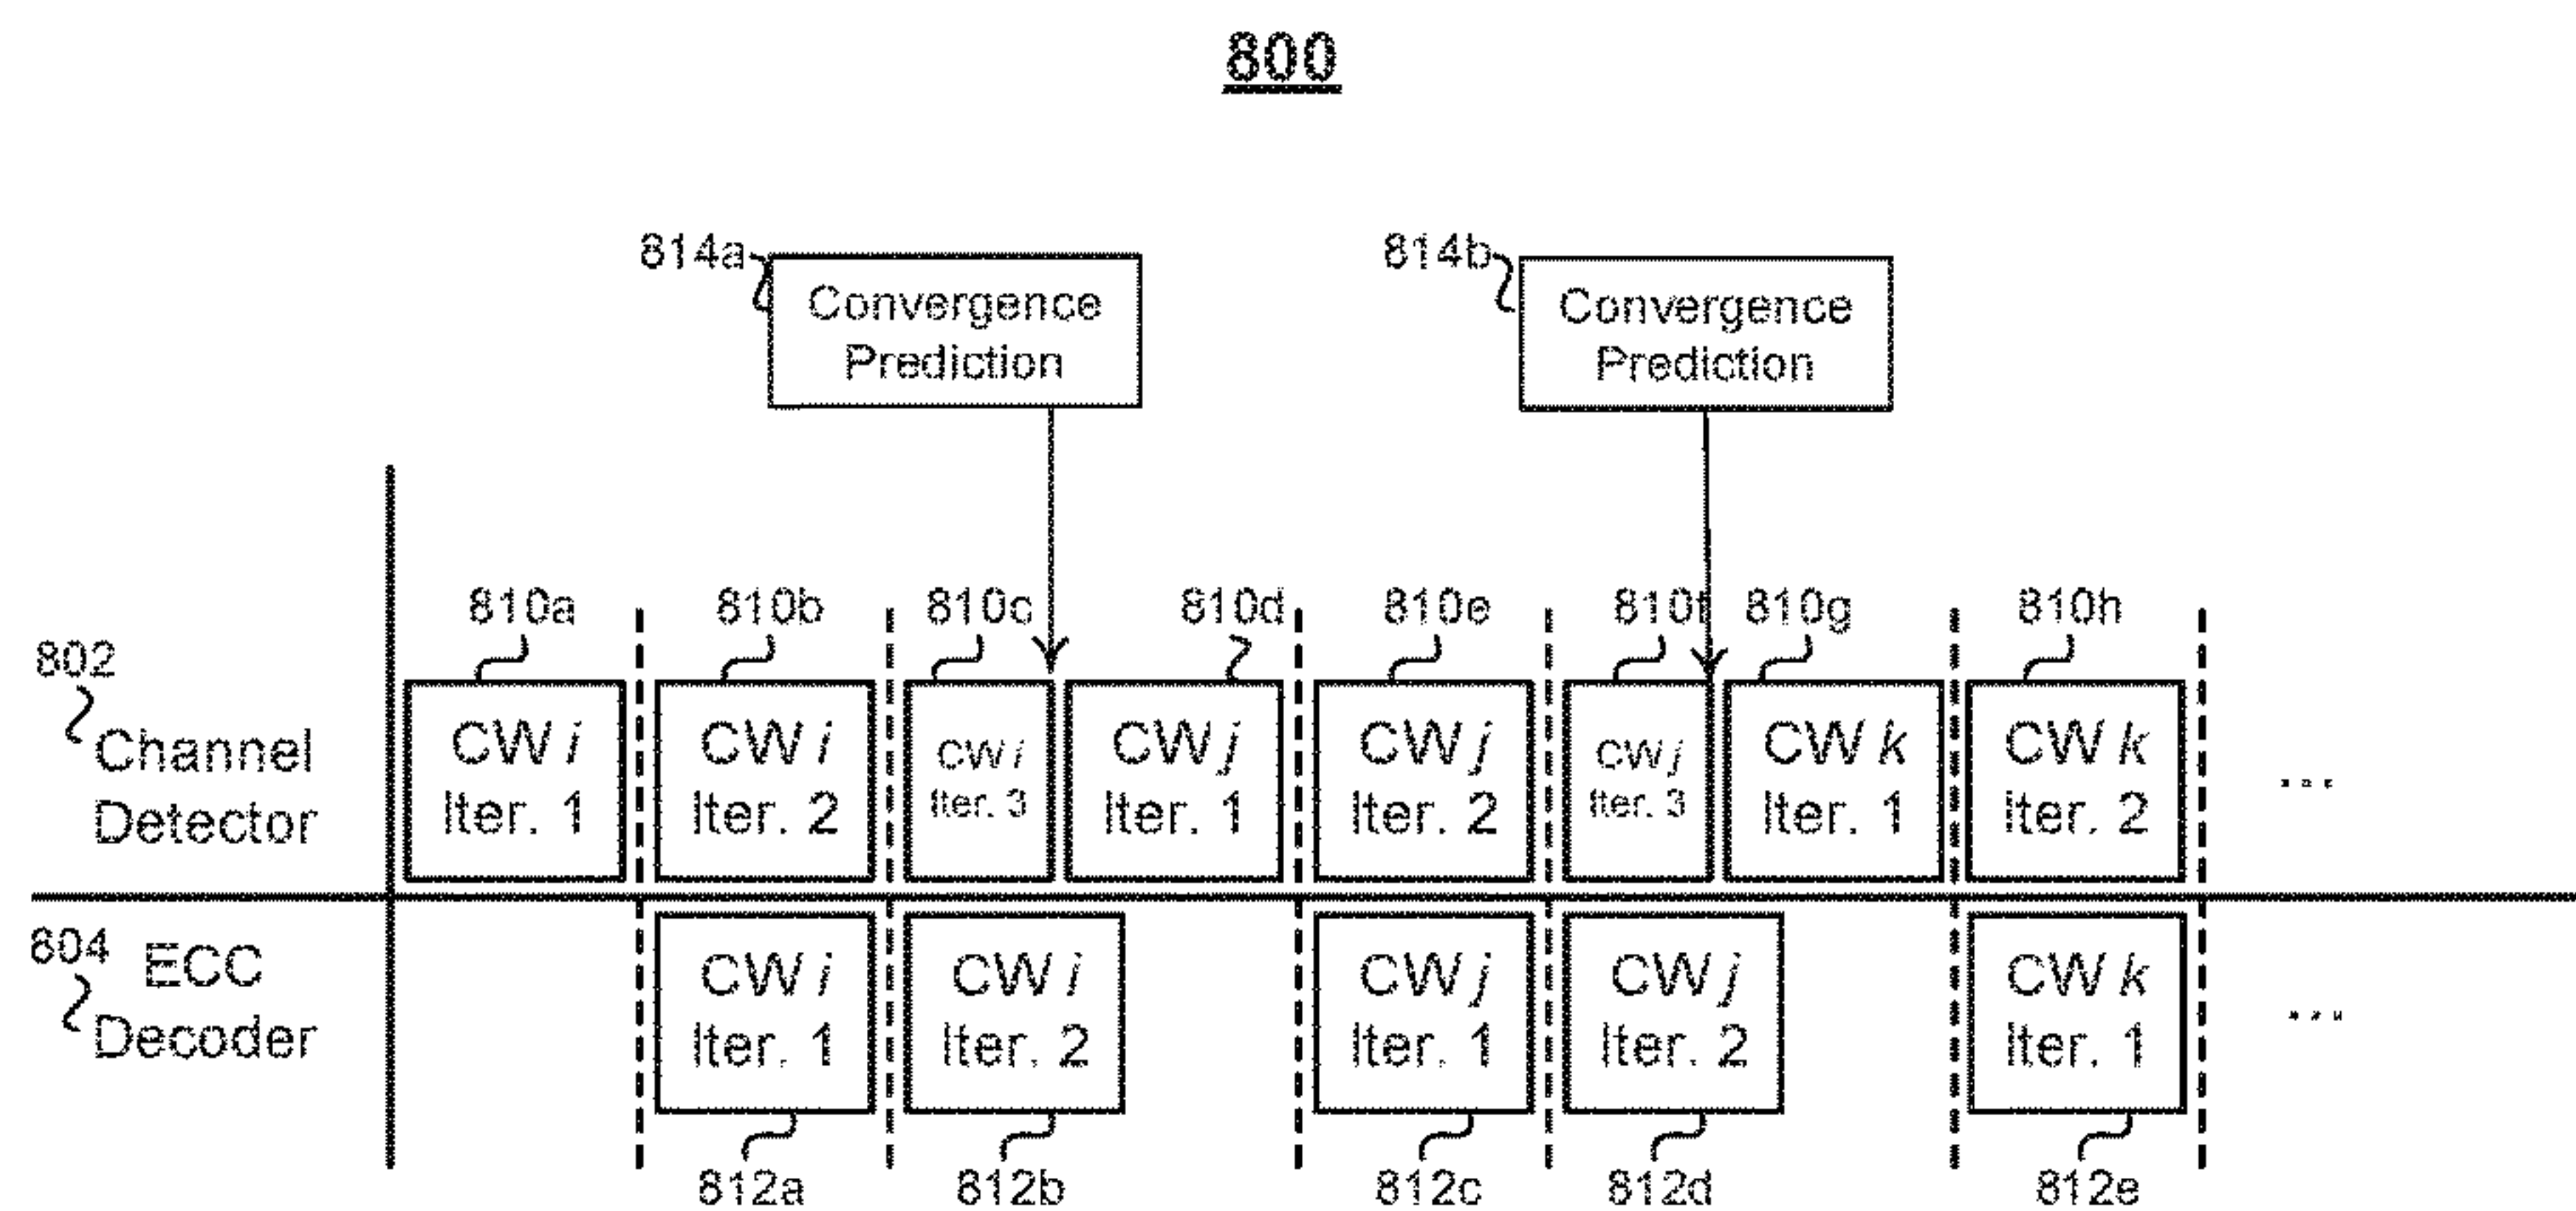 800
814a
Convergence
Prediction
814b
Convergence
Prediction
810a
810b
810c
810d
810e
810f
810g
810h
802
Channel
Detector
CW i
Iter. 1
CW i
Iter. 2
CW i
Iter. 3
CW j
Iter. 1
CW j
Iter. 2
CW j
Iter. 3
CW k
Iter. 1
CW k
Iter. 2
...
804
ECC
Decoder
CW i
Iter. 1
CW i
Iter. 2
CW j
Iter. 1
CW j
Iter. 2
CW k
Iter. 1
...
812a
812b
812c
812d
812e